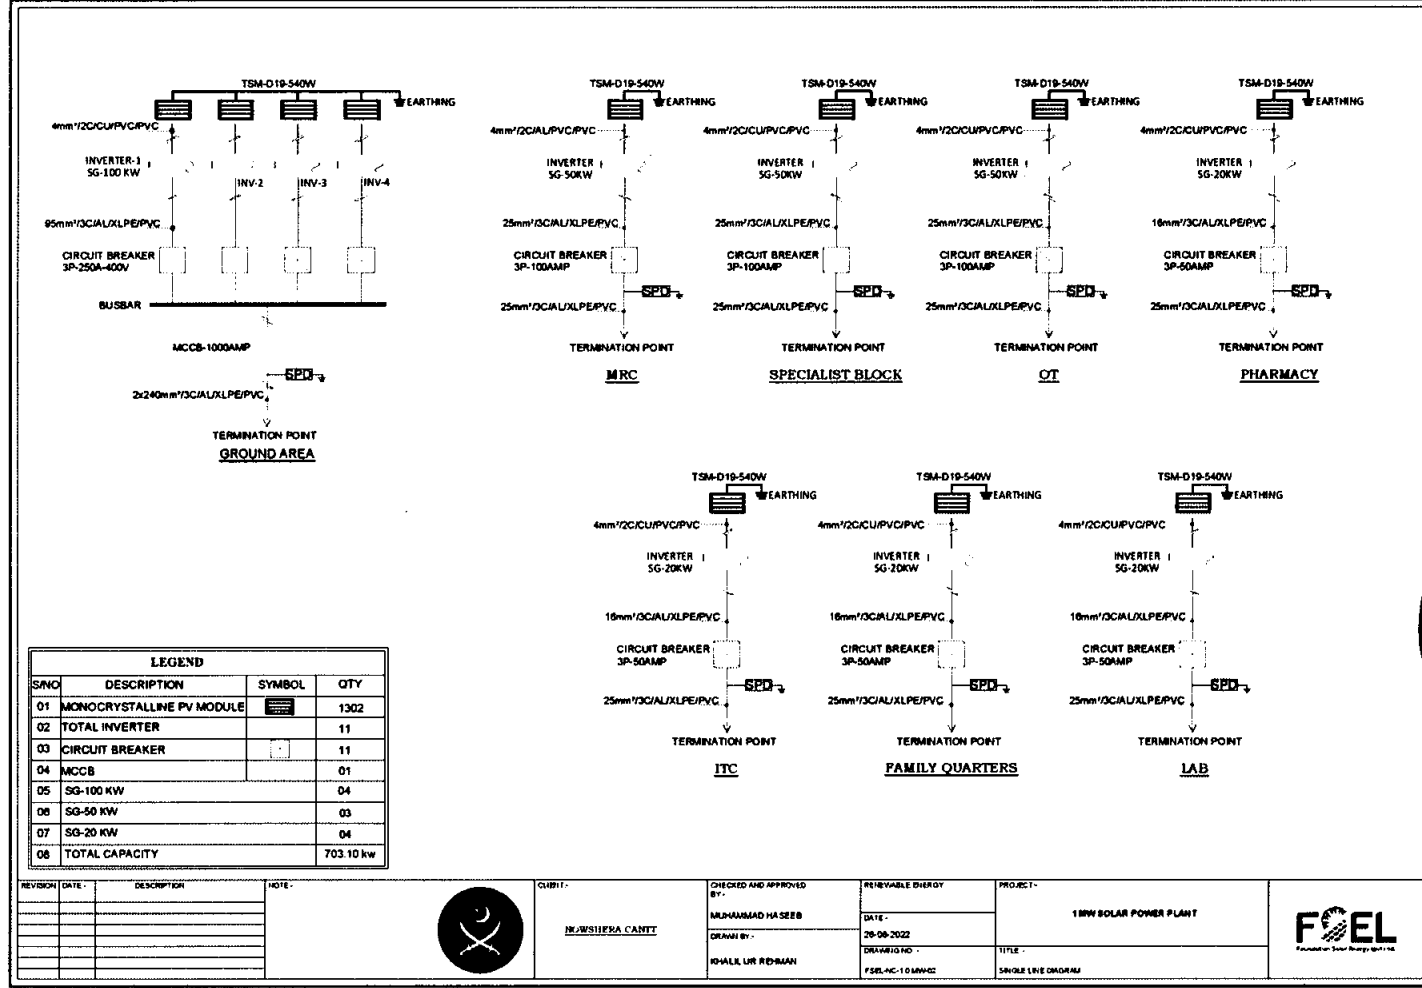 TSM-D19-540W
EARTHING
4mm²/2C/CU/PVC/PVC
INVERTER-1
SG-100 KW
INV-2
INV-3
INV-4
95mm²/3C/AL/XLPE/PVC
CIRCUIT BREAKER
3P-250A-400V
BUSBAR
MCCB-1000AMP
SPD
2x240mm²/3C/AL/XLPE/PVC
TERMINATION POINT
GROUND AREA
TSM-D19-540W
EARTHING
4mm²/2C/AL/PVC/PVC
INVERTER
SG-50KW
25mm²/3C/AL/XLPE/PVC
CIRCUIT BREAKER
3P-100AMP
SPD
25mm²/3C/AL/XLPE/PVC
TERMINATION POINT
MRC
TSM-D19-540W
EARTHING
4mm²/2C/CU/PVC/PVC
INVERTER
SG-50KW
25mm²/3C/AL/XLPE/PVC
CIRCUIT BREAKER
3P-100AMP
SPD
25mm²/3C/AL/XLPE/PVC
TERMINATION POINT
SPECIALIST BLOCK
TSM-D19-540W
EARTHING
4mm²/2C/CU/PVC/PVC
INVERTER
SG-50KW
25mm²/3C/AL/XLPE/PVC
CIRCUIT BREAKER
3P-100AMP
SPD
25mm²/3C/AL/XLPE/PVC
TERMINATION POINT
OT
TSM-D19-540W
EARTHING
4mm²/2C/CU/PVC/PVC
INVERTER
SG-20KW
16mm²/3C/AL/XLPE/PVC
CIRCUIT BREAKER
3P-50AMP
SPD
25mm²/3C/AL/XLPE/PVC
TERMINATION POINT
PHARMACY
TSM-D19-540W
EARTHING
4mm²/2C/CU/PVC/PVC
INVERTER
SG-20KW
16mm²/3C/AL/XLPE/PVC
CIRCUIT BREAKER
3P-50AMP
SPD
25mm²/3C/AL/XLPE/PVC
TERMINATION POINT
ITC
TSM-D19-540W
EARTHING
4mm²/2C/CU/PVC/PVC
INVERTER
SG-20KW
16mm²/3C/AL/XLPE/PVC
CIRCUIT BREAKER
3P-50AMP
SPD
25mm²/3C/AL/XLPE/PVC
TERMINATION POINT
FAMILY QUARTERS
TSM-D19-540W
EARTHING
4mm²/2C/CU/PVC/PVC
INVERTER
SG-20KW
16mm²/3C/AL/XLPE/PVC
CIRCUIT BREAKER
3P-50AMP
SPD
25mm²/3C/AL/XLPE/PVC
TERMINATION POINT
LAB
LEGEND
S/NO DESCRIPTION SYMBOL QTY
01 MONOCRYSTALLINE PV MODULE 1302
02 TOTAL INVERTER 11
03 CIRCUIT BREAKER 11
04 MCCB 01
05 SG-100 KW 04
06 SG-50 KW 03
07 SG-20 KW 04
08 TOTAL CAPACITY 703.10 kw
REVISION DATE - DESCRIPTION
NOTE -
CLIENT:-
NOWSHERA CANTT
CHECKED AND APPROVED
BY -
MUHAMMAD HASEEB
DRAWN BY -
KHALIL UR REHMAN
RENEWABLE ENERGY
DATE -
26-08-2022
DRAWING NO -
FSEL-NC-1.0 MW-02
PROJECT:-
1 MW SOLAR POWER PLANT
TITLE -
SINGLE LINE DIAGRAM
FSEL
Foundation Solar Energy (pvt) Ltd.